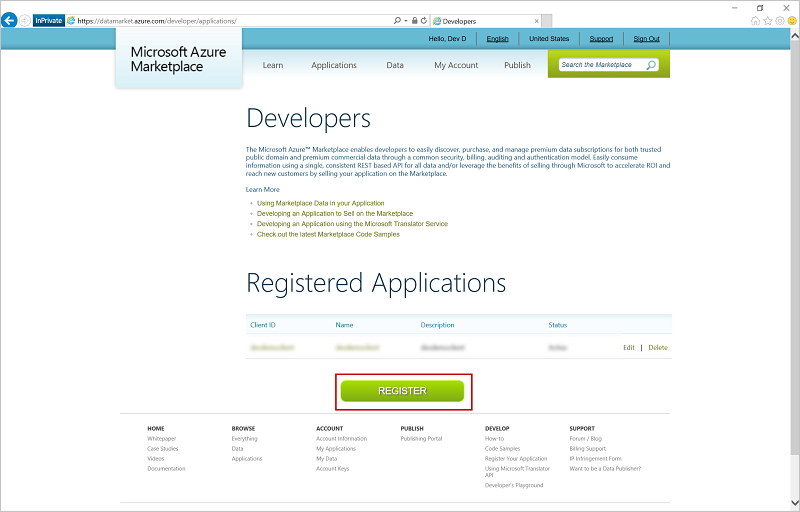 InPrivate https://datamarket.azure.com/developer/applications/ Developers
Hello, Dev D English United States Support Sign Out
Microsoft Azure
Marketplace
Learn Applications Data My Account Publish Search the Marketplace
Developers
The Microsoft Azure™ Marketplace enables developers to easily discover, purchase, and manage premium data subscriptions for both trusted
public domain and premium commercial data through a common security, billing, auditing and authentication model. Easily consume
information using a single, consistent REST based API for all data and/or leverage the benefits of selling through Microsoft to accelerate ROI and
reach new customers by selling your application on the Marketplace.
Learn More
Using Marketplace Data in your Application
Developing an Application to Sell on the Marketplace
Developing an Application using the Microsoft Translator Service
Check out the latest Marketplace Code Samples
Registered Applications
Client ID Name Description Status
Edit | Delete
REGISTER
HOME BROWSE ACCOUNT PUBLISH DEVELOP SUPPORT
Whitepaper Everything Account Information Publishing Portal How-to Forum / Blog
Case Studies Data My Applications Code Samples Billing Support
Videos Applications My Data Register Your Application IP Infringement Form
Documentation Account Keys Using Microsoft Translator Want to be a Data Publisher?
API
Developer's Playground